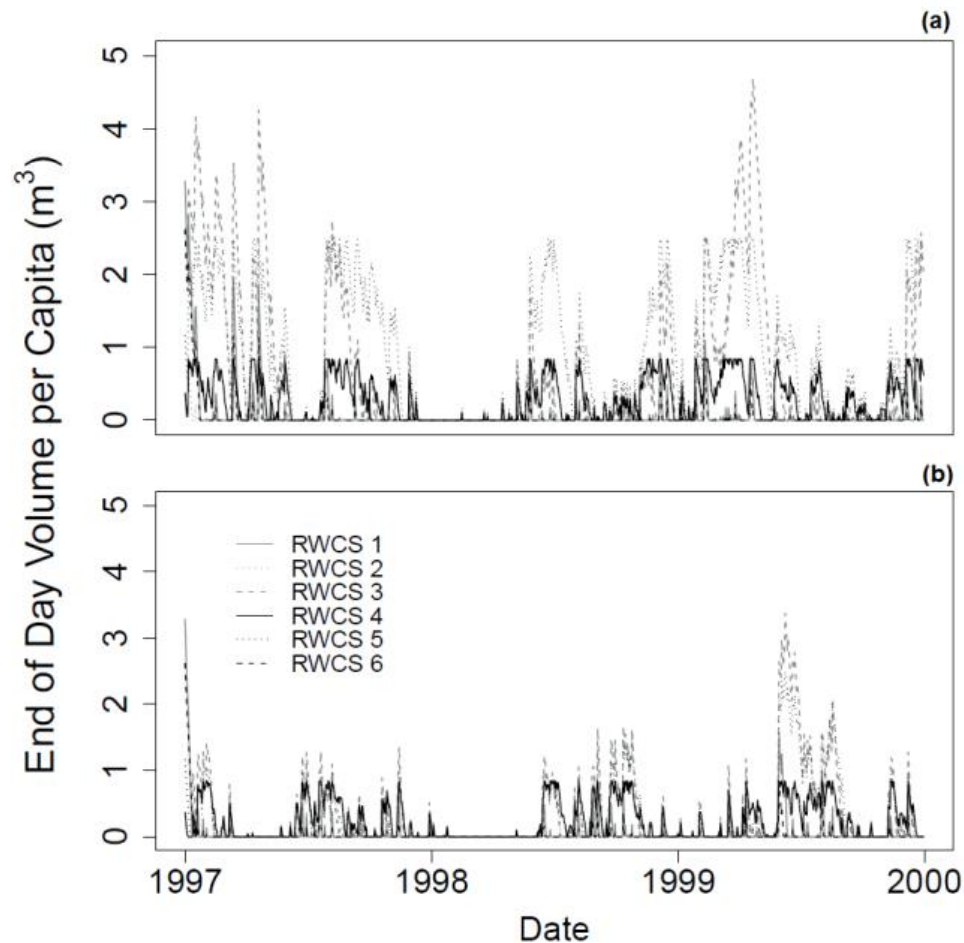 (a)
End of Day Volume per Capita (m³)
5
4
3
2
1
0
(b)
5
4
3
2
1
0
RWCS 1
RWCS 2
RWCS 3
RWCS 4
RWCS 5
RWCS 6
1997 1998 1999 2000
Date